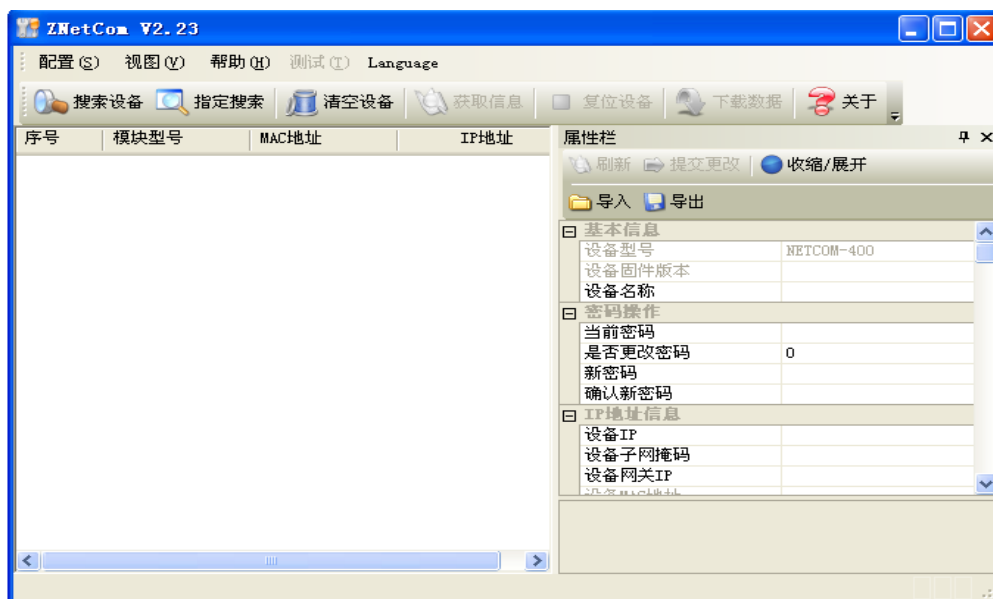 ZNetCom V2.23
配置(S) 视图(V) 帮助(H) 测试(T) Language
搜索设备 指定搜索 清空设备 获取信息 复位设备 下载数据 关于
序号 模块型号 MAC地址 IP地址
属性栏
刷新 提交更改 收缩/展开
导入 导出
基本信息
设备型号 NETCOM-400
设备固件版本
设备名称
密码操作
当前密码
是否更改密码 0
新密码
确认新密码
IP地址信息
设备IP
设备子网掩码
设备网关IP
设备MAC地址